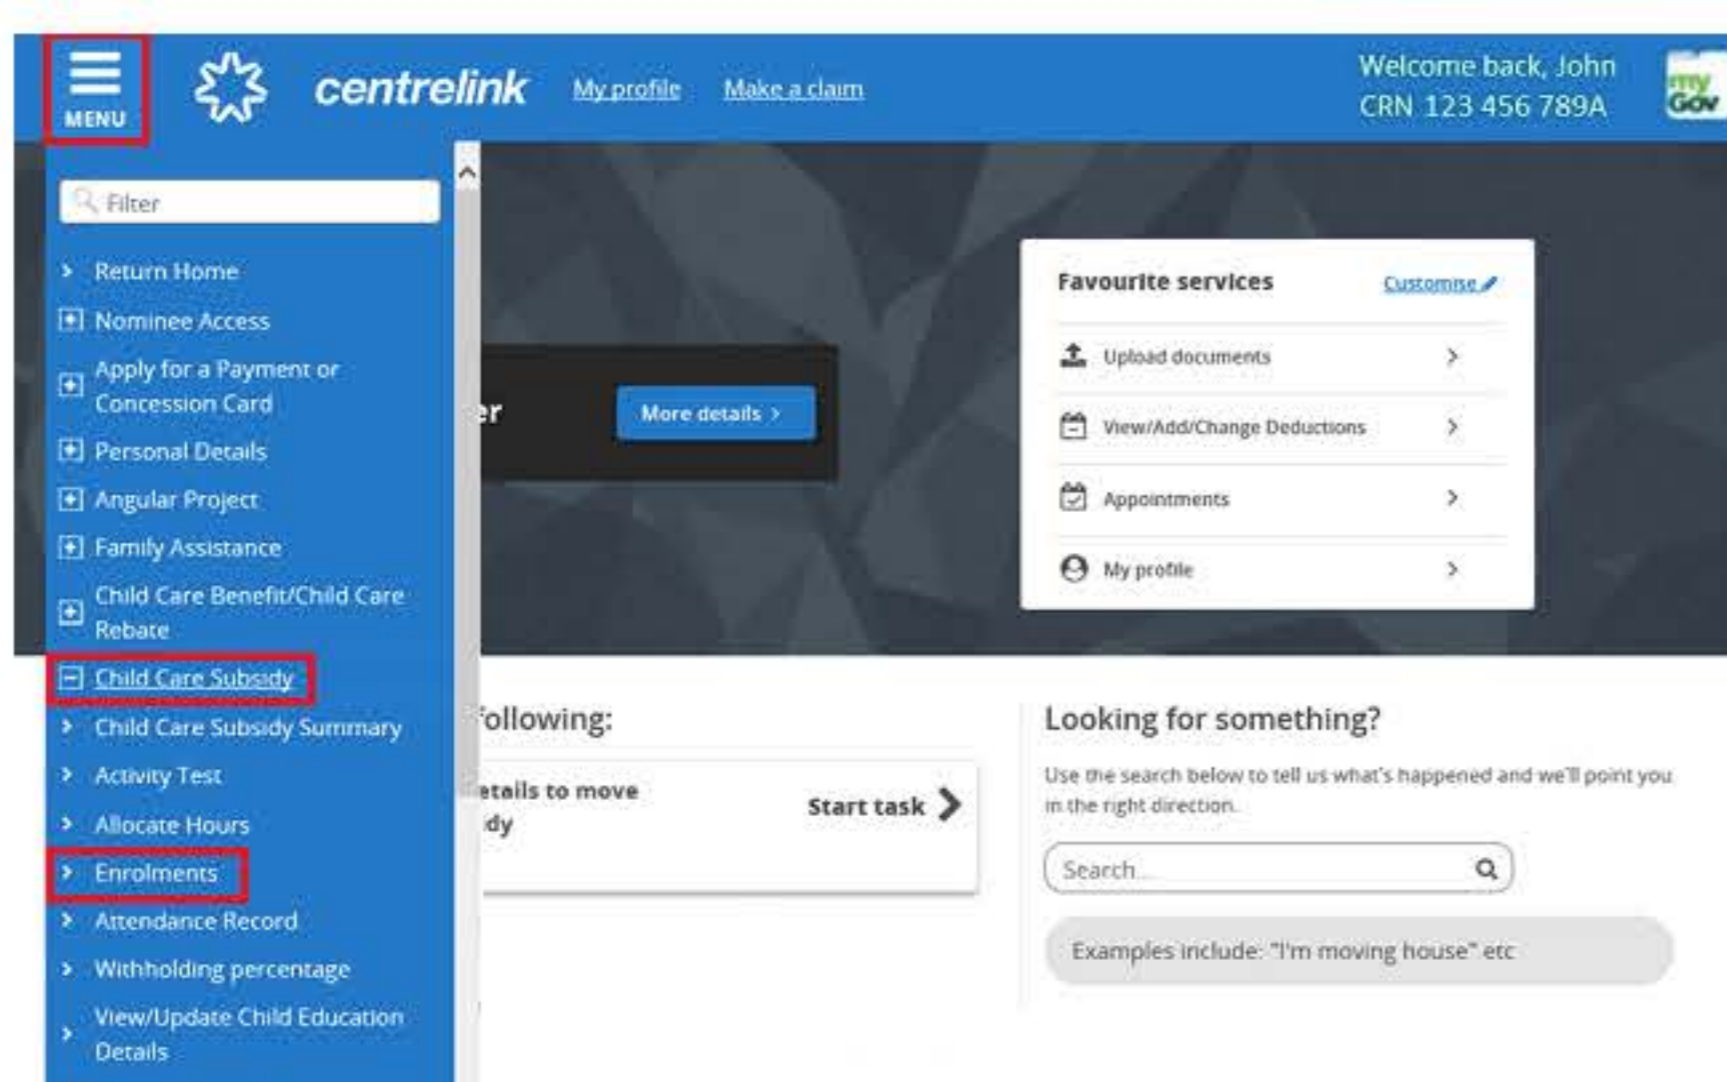 MENU
centrelink
My profile
Make a claim
Welcome back, John
CRN 123 456 789A
my
Gov
Filter
Return Home
Nominee Access
Apply for a Payment or
Concession Card
Personal Details
Angular Project
Family Assistance
Child Care Benefit/Child Care
Rebate
Child Care Subsidy
Child Care Subsidy Summary
Activity Test
Allocate Hours
Enrolments
Attendance Record
Withholding percentage
View/Update Child Education
Details
er
More details >
Favourite services
Customise
Upload documents
View/Add/Change Deductions
Appointments
My profile
following:
etails to move
dy
Start task
Looking for something?
Use the search below to tell us what's happened and we'll point you
in the right direction.
Search...
Examples include: "I'm moving house" etc